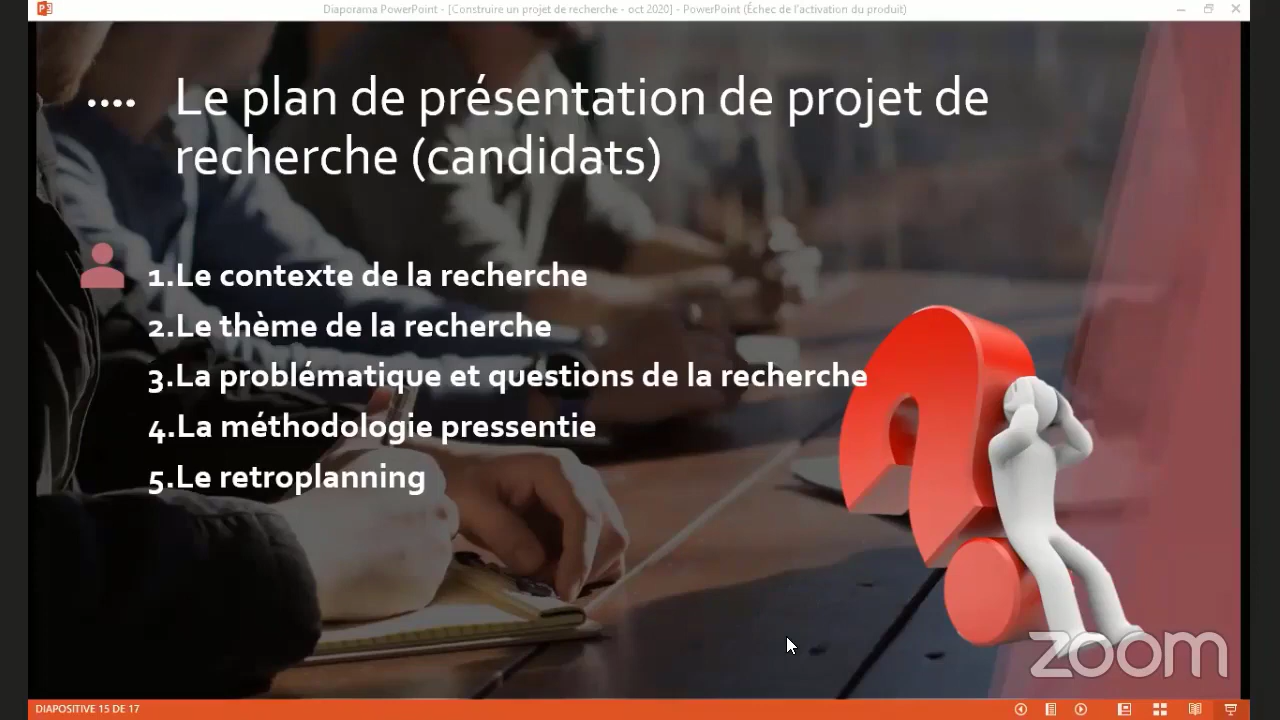 Diaporama PowerPoint - [Construire un projet de recherche - oct 2020] - PowerPoint (Échec de l'activation du produit)
.... Le plan de présentation de projet de
recherche (candidats)
1.Le contexte de la recherche
2.Le thème de la recherche
3.La problématique et questions de la recherche
4.La méthodologie pressentie
5.Le retroplanning
zoom
DIAPOSITIVE 15 DE 17